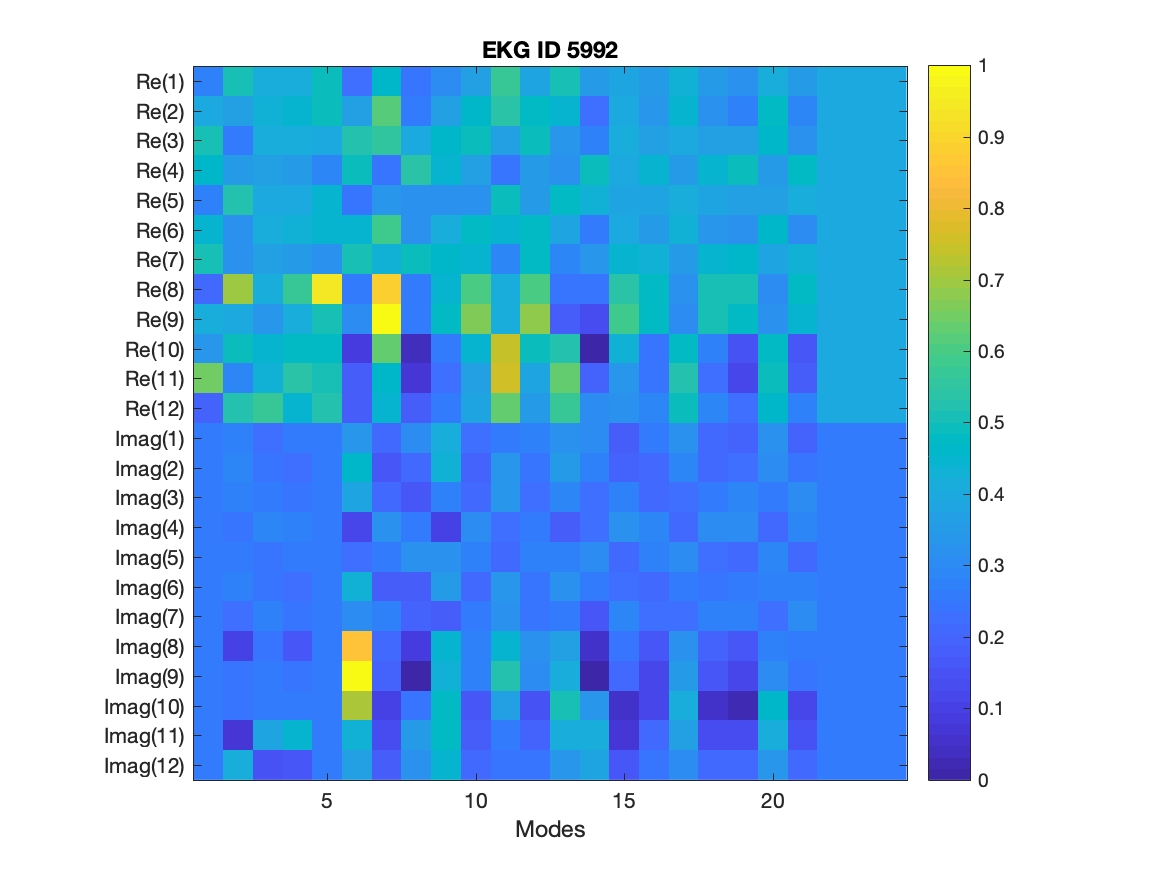 EKG ID 5992
Re(1)
Re(2)
Re(3)
Re(4)
Re(5)
Re(6)
Re(7)
Re(8)
Re(9)
Re(10)
Re(11)
Re(12)
Imag(1)
Imag(2)
Imag(3)
Imag(4)
Imag(5)
Imag(6)
Imag(7)
Imag(8)
Imag(9)
Imag(10)
Imag(11)
Imag(12)
5 10 15 20
Modes
1
0.9
0.8
0.7
0.6
0.5
0.4
0.3
0.2
0.1
0